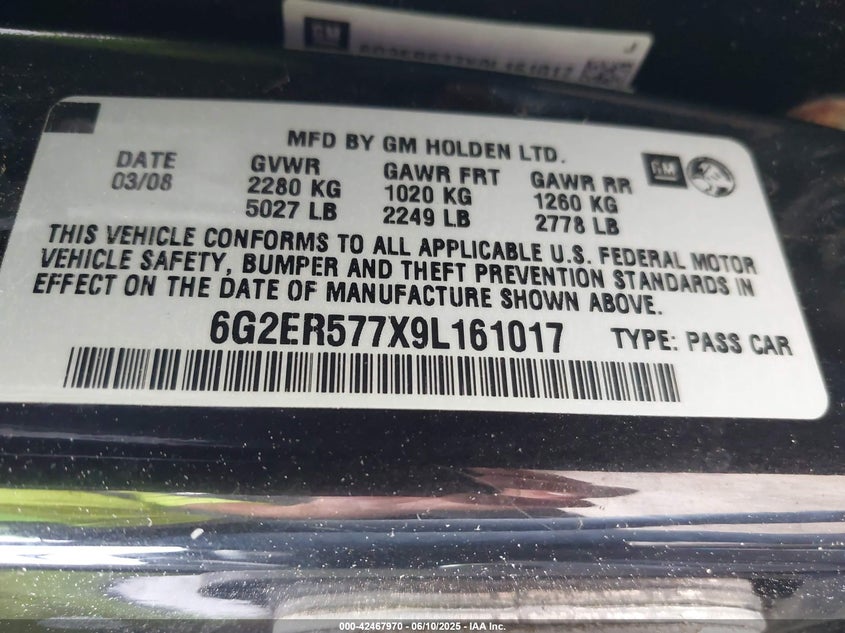 GM
J
6G2ER577X9L161017
MFD BY GM HOLDEN LTD.
DATE GVWR GAWR FRT GAWR RR GM
03/08 2280 KG 1020 KG 1260 KG
5027 LB 2249 LB 2778 LB
THIS VEHICLE CONFORMS TO ALL APPLICABLE U.S. FEDERAL MOTOR
VEHICLE SAFETY, BUMPER AND THEFT PREVENTION STANDARDS IN
EFFECT ON THE DATE OF MANUFACTURE SHOWN ABOVE.
6G2ER577X9L161017 TYPE: PASS CAR
000-42467970 - 06/10/2025 - IAA Inc.